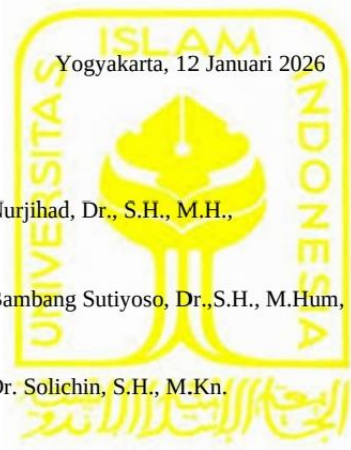 ISLAM
UNIVERSITAS
INDONESIA
Yogyakarta, 12 Januari 2026
urjihad, Dr., S.H., M.H.,
ambang Sutiyoso, Dr.,S.H., M.Hum,
r. Solichin, S.H., M.Kn.